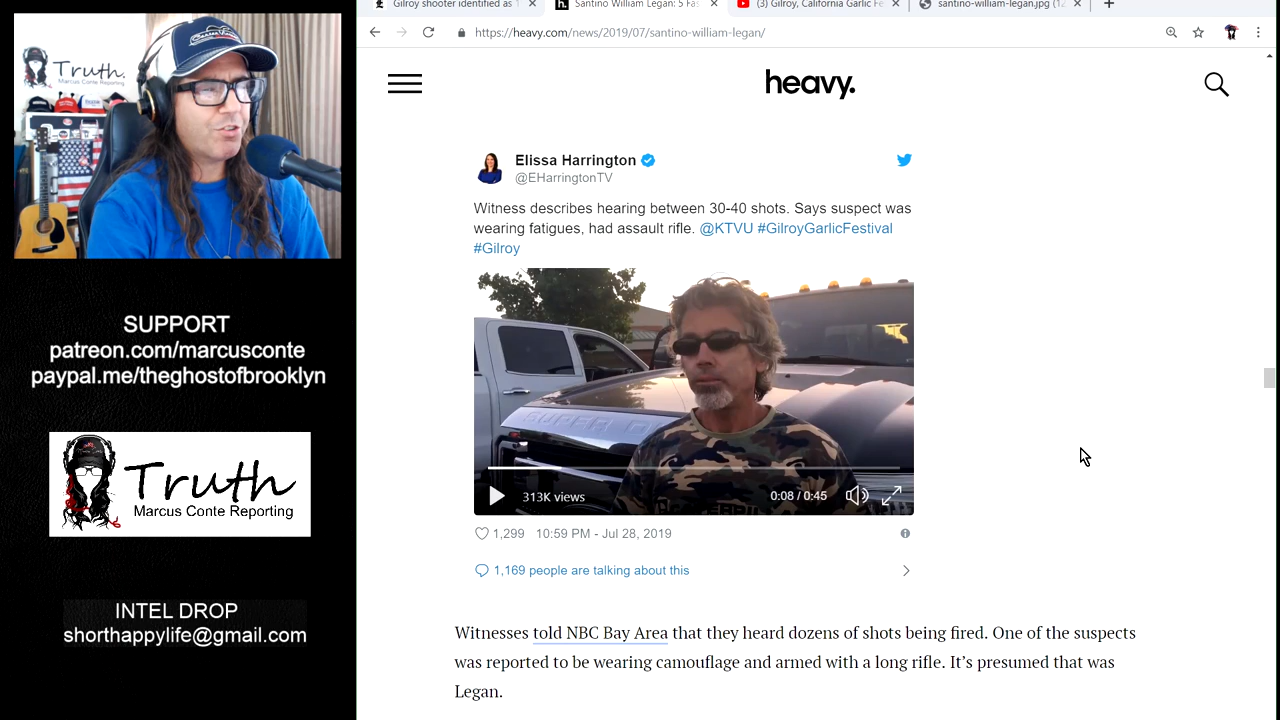 Gilroy shooter identified as
Santino William Legan: 5 Fas
(3) Gilroy, California Garlic Fe
santino-william-legan.jpg (12
https://heavy.com/news/2019/07/santino-william-legan/
Truth.
Marcus Conte Reporting
heavy.
Elissa Harrington
@EHarringtonTV
Witness describes hearing between 30-40 shots. Says suspect was
wearing fatigues, had assault rifle. @KTVU #GilroyGarlicFestival
#Gilroy
SUPER D
313K views
0:08 / 0:45
1,299 10:59 PM - Jul 28, 2019
1,169 people are talking about this
Witnesses told NBC Bay Area that they heard dozens of shots being fired. One of the suspects
was reported to be wearing camouflage and armed with a long rifle. It’s presumed that was
Legan.
SUPPORT
patreon.com/marcusconte
paypal.me/theghostofbrooklyn
Truth
Marcus Conte Reporting
INTEL DROP
shorthappylife@gmail.com